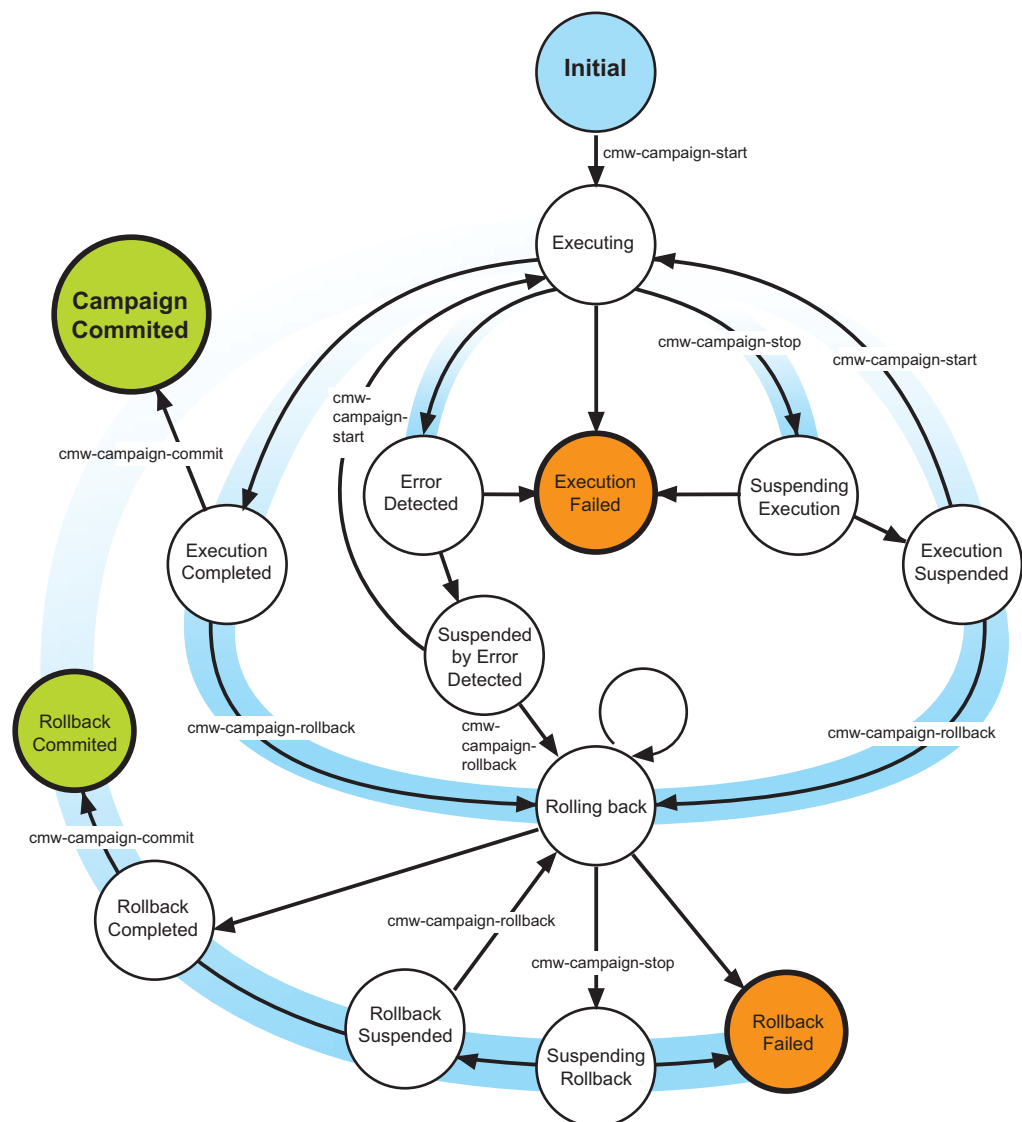 Initial
cmw-campaign-start
Executing
Campaign
Commited
cmw-campaign-stop
cmw-campaign-start
cmw-
campaign-
start
cmw-campaign-commit
Error
Detected
Execution
Failed
Suspending
Execution
Execution
Completed
Execution
Suspended
Suspended
by Error
Detected
Rollback
Commited
cmw-campaign-rollback
cmw-
campaign-
rollback
cmw-campaign-rollback
Rolling back
cmw-campaign-commit
Rollback
Completed
cmw-campaign-rollback
cmw-campaign-stop
Rollback
Suspended
Suspending
Rollback
Rollback
Failed